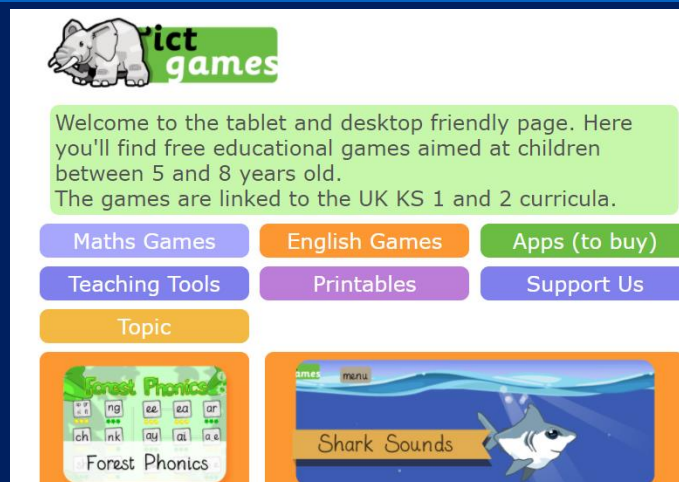 ict
games
Welcome to the tablet and desktop friendly page. Here
you'll find free educational games aimed at children
between 5 and 8 years old.
The games are linked to the UK KS 1 and 2 curricula.
Maths Games English Games Apps (to buy)
Teaching Tools Printables Support Us
Topic
Forest Phonics
ng ee ea ar
ch nk ay ai a_e
Forest Phonics
ames menu
Shark Sounds